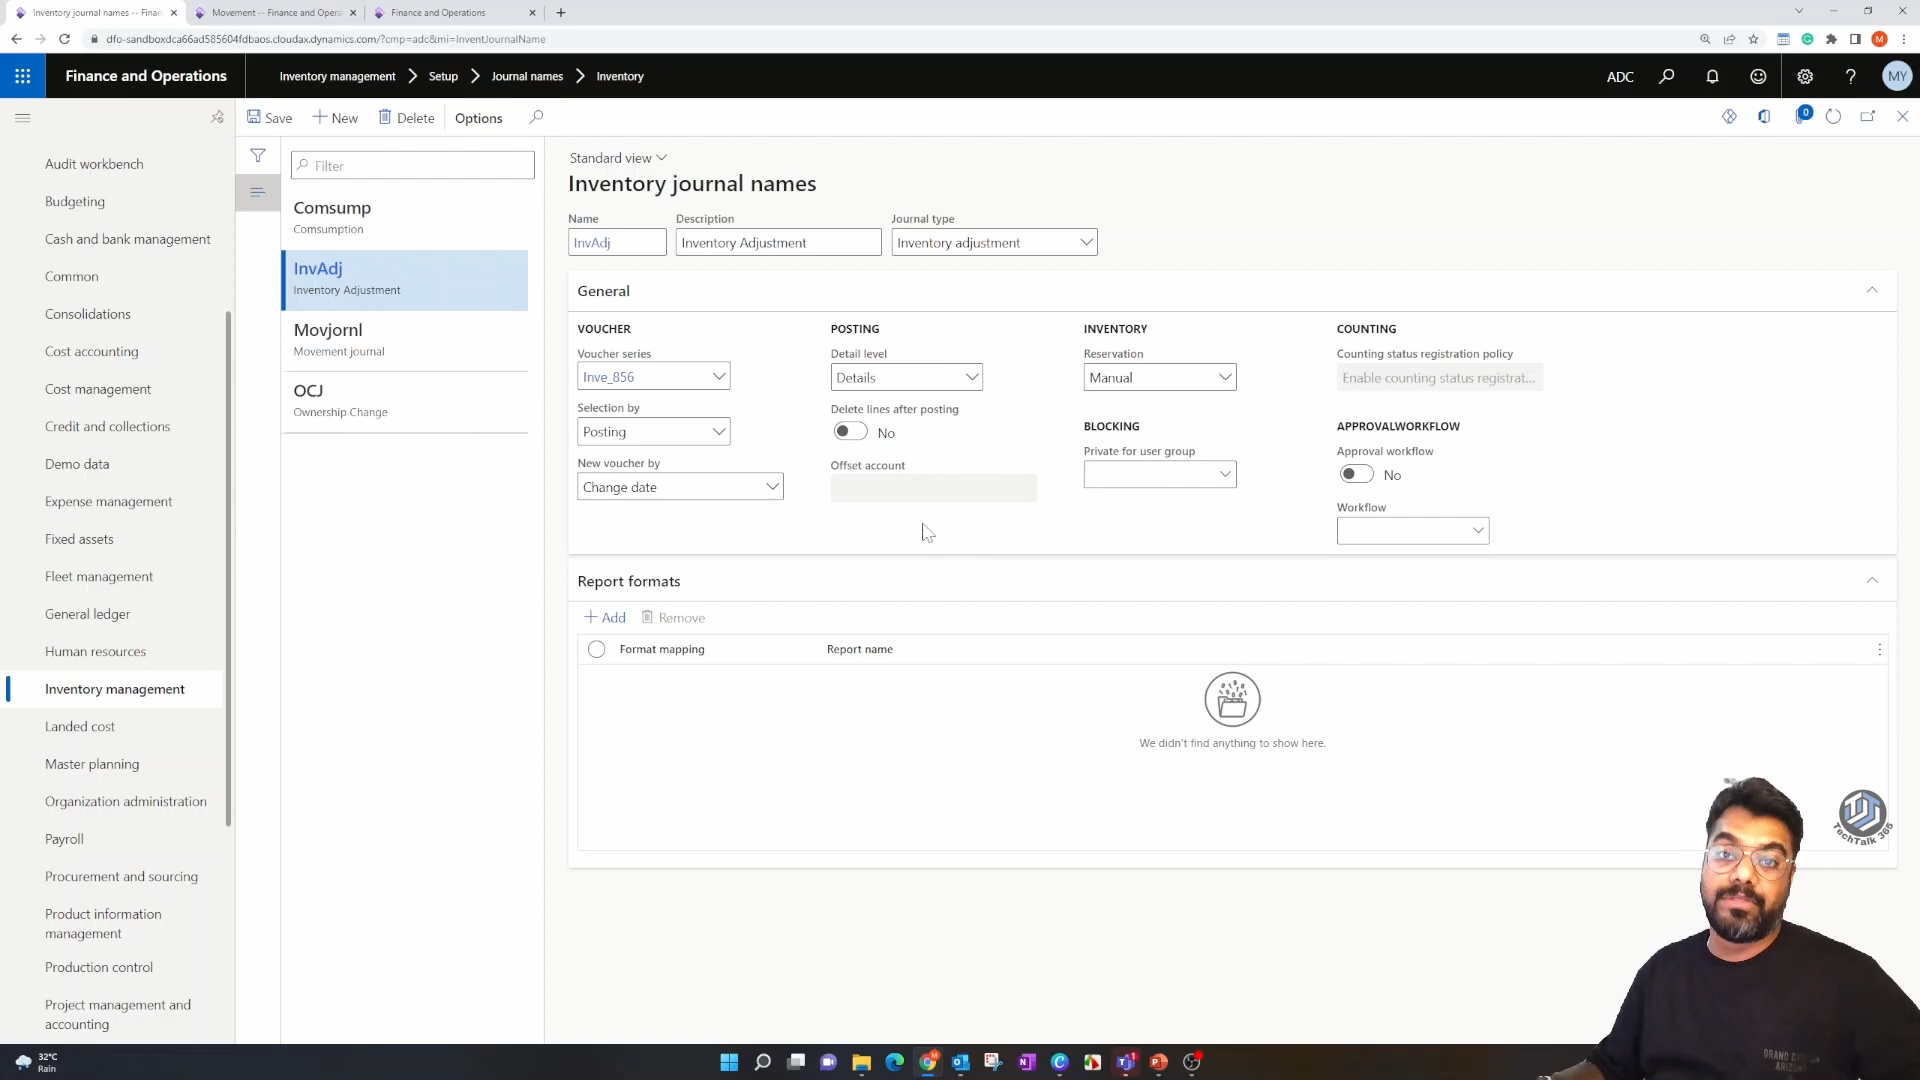 Inventory journal names -- Finan
Movement -- Finance and Opera
Finance and Operations
dfo-sandboxdca66ad585604fdbaos.cloudax.dynamics.com/?cmp=adc&mi=InventJournalName
M
Finance and Operations
Inventory management
Setup
Journal names
Inventory
ADC
MY
Save
New
Delete
Options
0
Audit workbench
Budgeting
Cash and bank management
Common
Consolidations
Cost accounting
Cost management
Credit and collections
Demo data
Expense management
Fixed assets
Fleet management
General ledger
Human resources
Inventory management
Landed cost
Master planning
Organization administration
Payroll
Procurement and sourcing
Product information
management
Production control
Project management and
accounting
Filter
Comsump
Comsumption
InvAdj
Inventory Adjustment
Movjornl
Movement journal
OCJ
Ownership Change
Standard view
Inventory journal names
Name
Description
Journal type
InvAdj
Inventory Adjustment
Inventory adjustment
General
VOUCHER
Voucher series
Inve_856
Selection by
Posting
New voucher by
Change date
POSTING
Detail level
Details
Delete lines after posting
No
Offset account
INVENTORY
Reservation
Manual
BLOCKING
Private for user group
COUNTING
Counting status registration policy
Enable counting status registrat...
APPROVALWORKFLOW
Approval workflow
No
Workflow
Report formats
Add
Remove
Format mapping
Report name
We didn't find anything to show here.
TechTalk 365
32°C
Rain